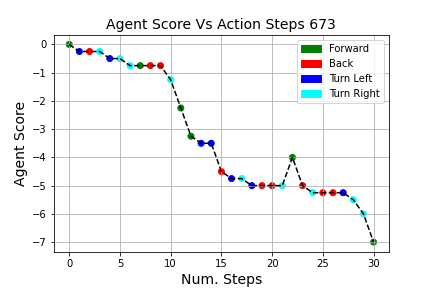 Agent Score Vs Action Steps 673
Agent Score
0
−1
−2
−3
−4
−5
−6
−7
Forward
Back
Turn Left
Turn Right
0 5 10 15 20 25 30
Num. Steps